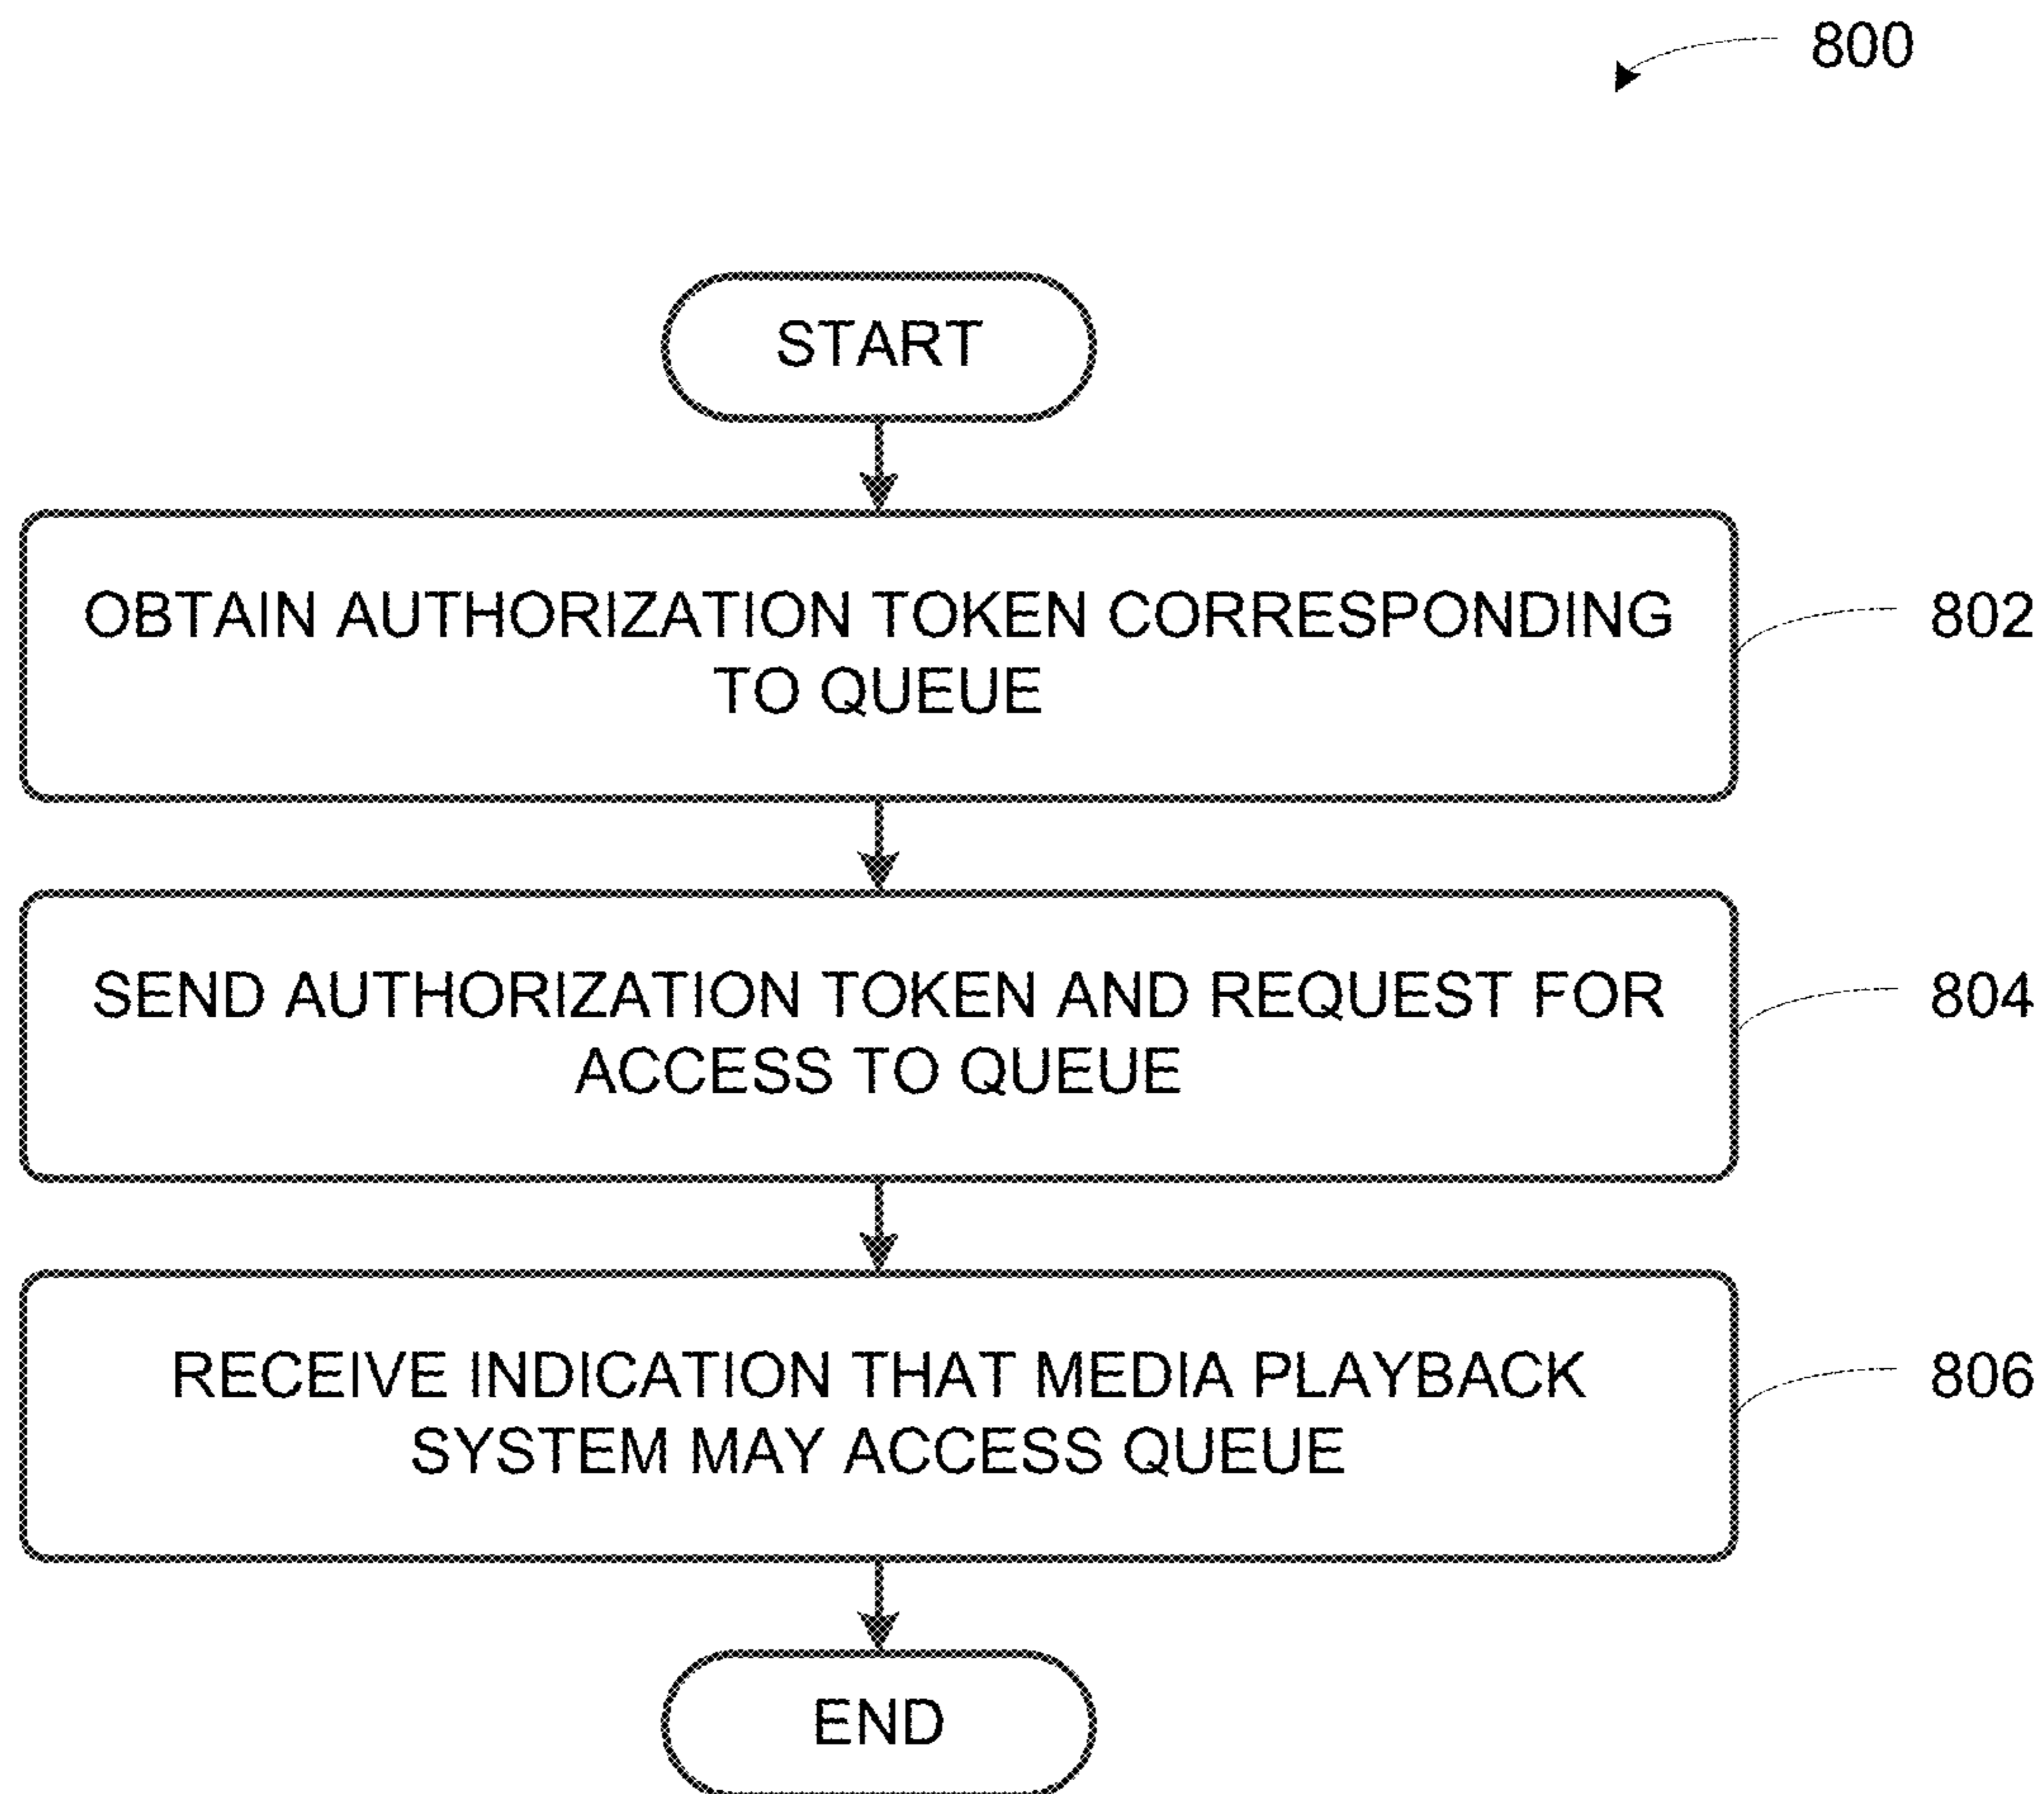 800
START
OBTAIN AUTHORIZATION TOKEN CORRESPONDING
TO QUEUE
802
SEND AUTHORIZATION TOKEN AND REQUEST FOR
ACCESS TO QUEUE
804
RECEIVE INDICATION THAT MEDIA PLAYBACK
SYSTEM MAY ACCESS QUEUE
806
END